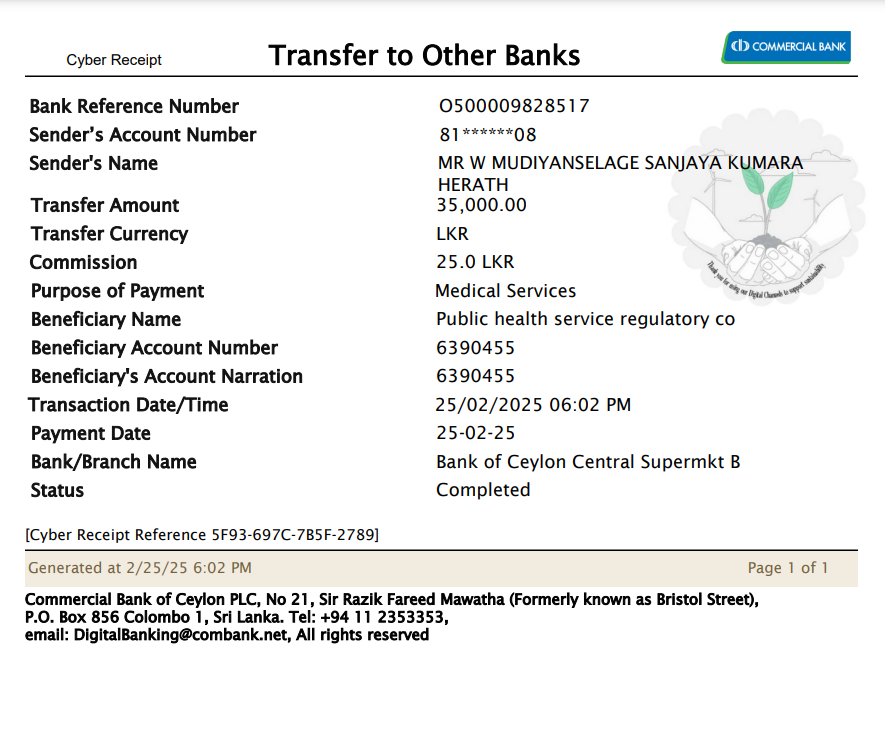 Cyber Receipt Transfer to Other Banks COMMERCIAL BANK
Bank Reference Number O500009828517
Sender's Account Number 81******08
Sender's Name MR W MUDIYANSELAGE SANJAYA KUMARA
HERATH
Transfer Amount 35,000.00
Transfer Currency LKR
Commission 25.0 LKR
Purpose of Payment Medical Services
Beneficiary Name Public health service regulatory co
Beneficiary Account Number 6390455
Beneficiary's Account Narration 6390455
Transaction Date/Time 25/02/2025 06:02 PM
Payment Date 25-02-25
Bank/Branch Name Bank of Ceylon Central Supermkt B
Status Completed
Thank you for using our Digital Channels to support sustainability
[Cyber Receipt Reference 5F93-697C-7B5F-2789]
Generated at 2/25/25 6:02 PM Page 1 of 1
Commercial Bank of Ceylon PLC, No 21, Sir Razik Fareed Mawatha (Formerly known as Bristol Street),
P.O. Box 856 Colombo 1, Sri Lanka. Tel: +94 11 2353353,
email: DigitalBanking@combank.net, All rights reserved